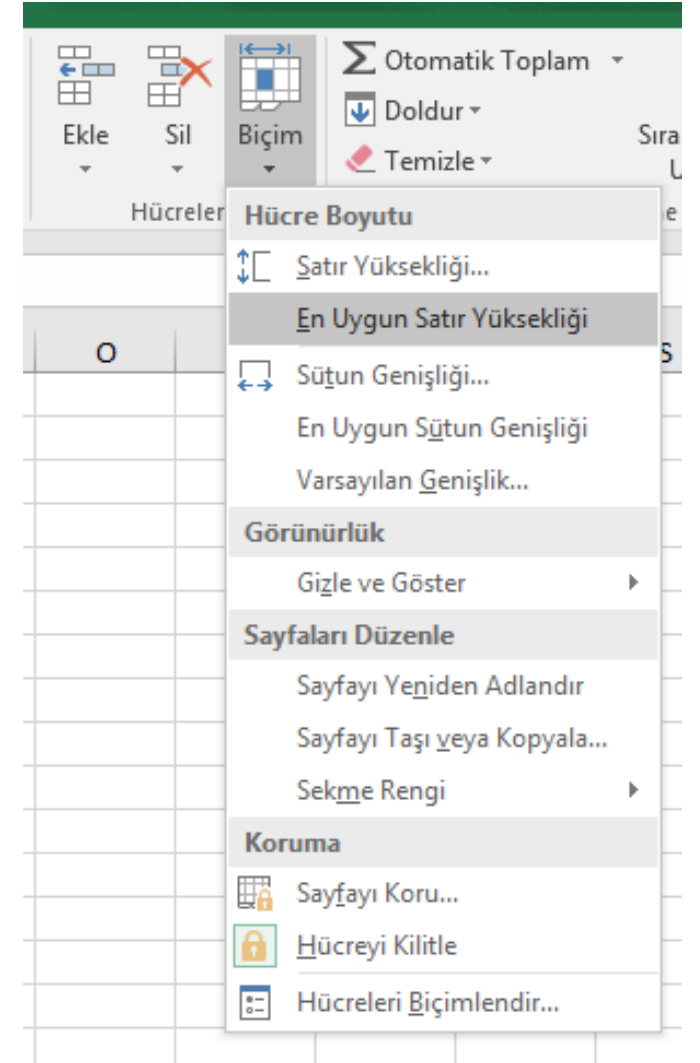 Otomatik Toplam
Doldur
Temizle
Ekle
Sil
Biçim
Sıra
Hücreler
Hücre Boyutu
Satır Yüksekliği...
En Uygun Satır Yüksekliği
O
S
Sütun Genişliği...
En Uygun Sütun Genişliği
Varsayılan Genişlik...
Görünürlük
Gizle ve Göster
Sayfaları Düzenle
Sayfayı Yeniden Adlandır
Sayfayı Taşı veya Kopyala...
Sekme Rengi
Koruma
Sayfayı Koru...
Hücreyi Kilitle
Hücreleri Biçimlendir...